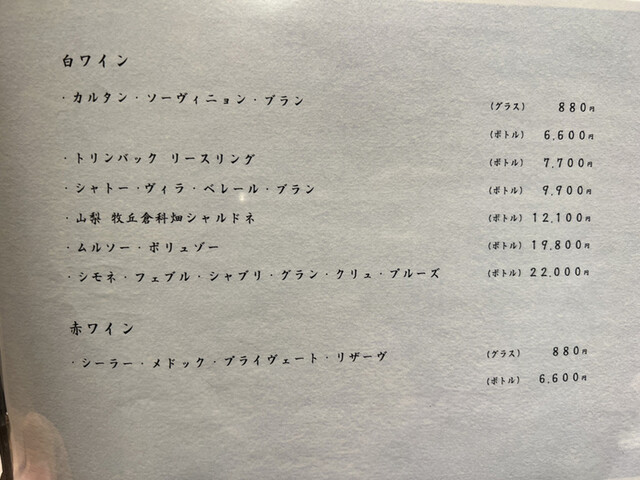 白ワイン
・カルタン・ソーヴィニョン・ブラン (グラス) 880円
(ボトル) 6,600円
・トリンバック リースリング (ボトル) 7,700円
・シャトー・ヴィラ・ベレール・ブラン (ボトル) 9,900円
・山梨 牧丘倉科畑シャルドネ (ボトル) 12,100円
・ムルソー・ポリュゾー (ボトル) 19,800円
・シモネ・フェブル・シャブリ・グラン・クリュ・プルーズ (ボトル) 22,000円
赤ワイン
・シーラー・メドック・プライヴェート・リザーヴ (グラス) 880円
(ボトル) 6,600円